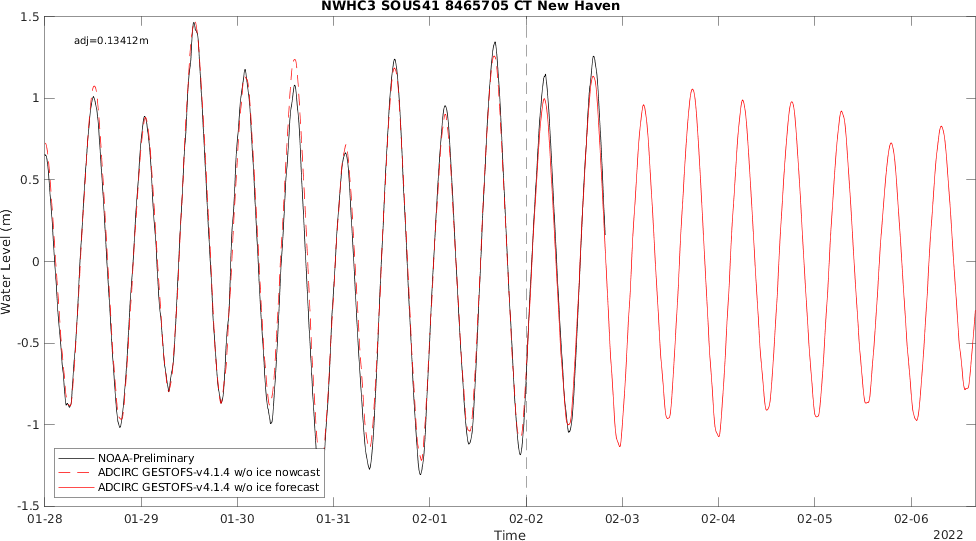 NWHC3 SOUS41 8465705 CT New Haven
adj=0.13412m
1.5
1
0.5
0
-0.5
-1
-1.5
Water Level (m)
NOAA-Preliminary
ADCIRC GESTOFS-v4.1.4 w/o ice nowcast
ADCIRC GESTOFS-v4.1.4 w/o ice forecast
01-28 01-29 01-30 01-31 02-01 02-02 02-03 02-04 02-05 02-06
Time
2022